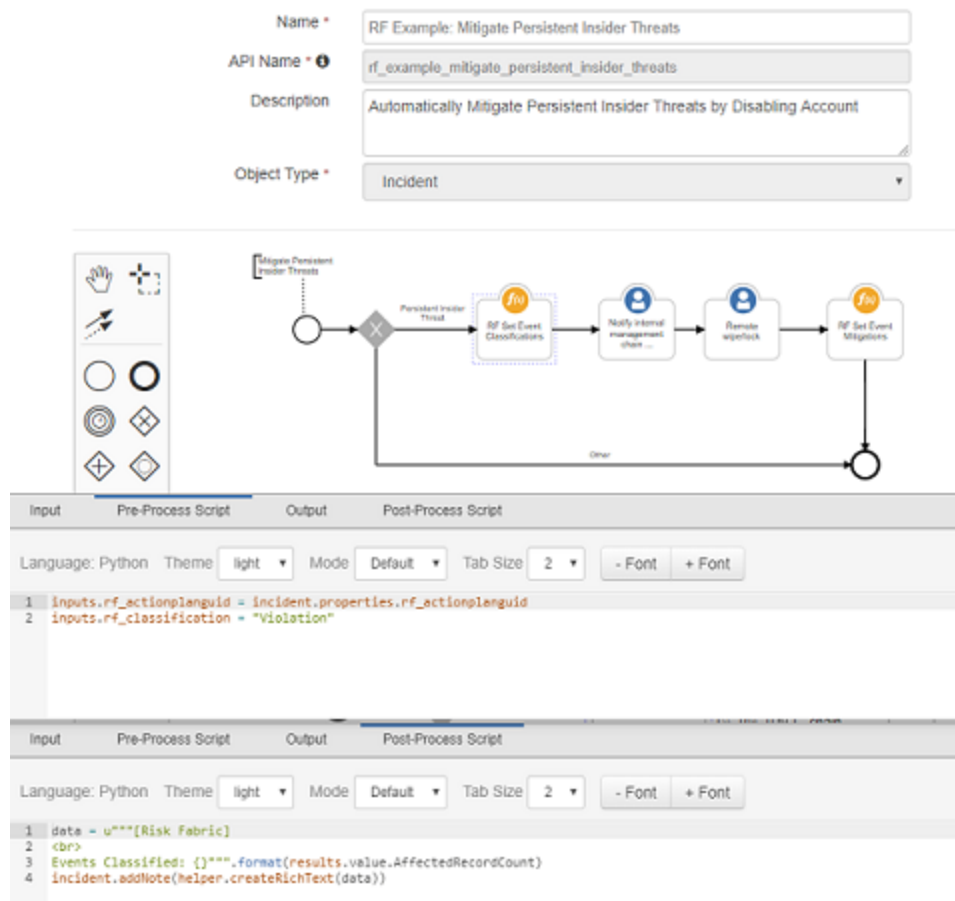 Name *
RF Example: Mitigate Persistent Insider Threats
API Name *
rf_example_mitigate_persistent_insider_threats
Description
Automatically Mitigate Persistent Insider Threats by Disabling Account
Object Type *
Incident
Mitigate Persistent
Insider Threats
Persistent Insider
Threat
f(x)
RF Set Event
Classifications
Notify internal
management
chain ...
Remote
wipe/lock
f(x)
RF Set Event
Mitigations
Other
Input Pre-Process Script Output Post-Process Script
Language: Python Theme light Mode Default Tab Size 2 - Font + Font
1 inputs.rf_actionplanguid = incident.properties.rf_actionplanguid
2 inputs.rf_classification = "Violation"
Input Pre-Process Script Output Post-Process Script
Language: Python Theme light Mode Default Tab Size 2 - Font + Font
1 data = u"""[Risk Fabric]
2 <br>
3 Events Classified: {}""".format(results.value.AffectedRecordCount)
4 incident.addNote(helper.createRichText(data))